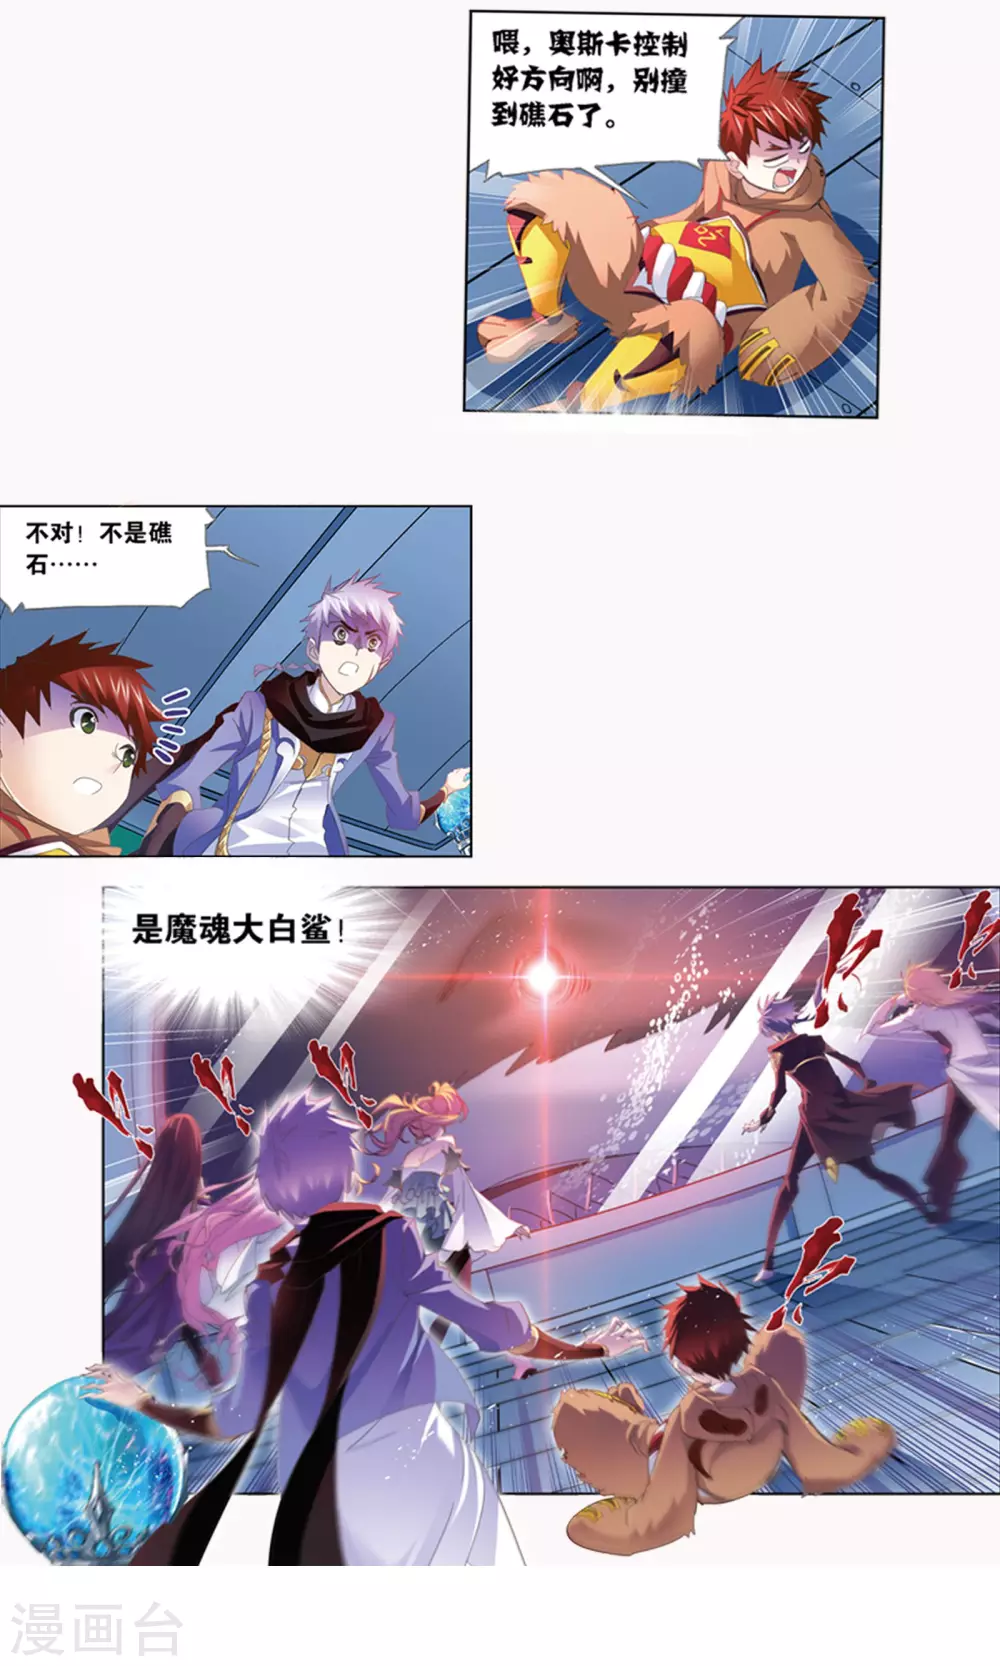 喂，奥斯卡控制
好方向啊，别撞
到礁石了。
吃
不对！不是礁
石……
是魔魂大白鲨！
漫画台